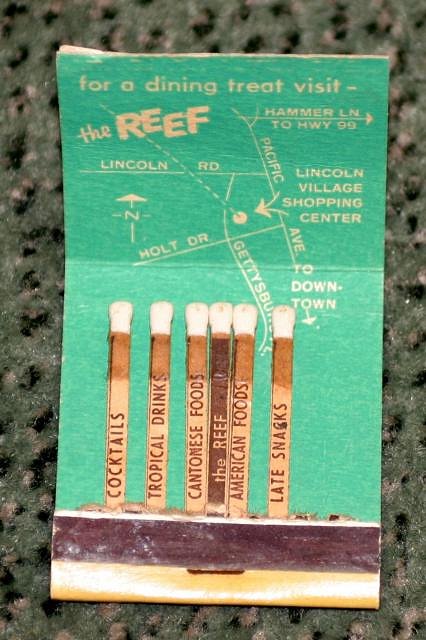 for a dining treat visit-
the REEF
HAMMER LN.
TO HWY 99
PACIFIC
LINCOLN RD
LINCOLN
VILLAGE
SHOPPING
CENTER
N
HOLT DR
GETTYSBU
AVE
TO
DOWN-
TOWN
COCKTAILS
TROPICAL DRINKS
CANTONESE FOODS
the REEF
AMERICAN FOODS
LATE SNACKS